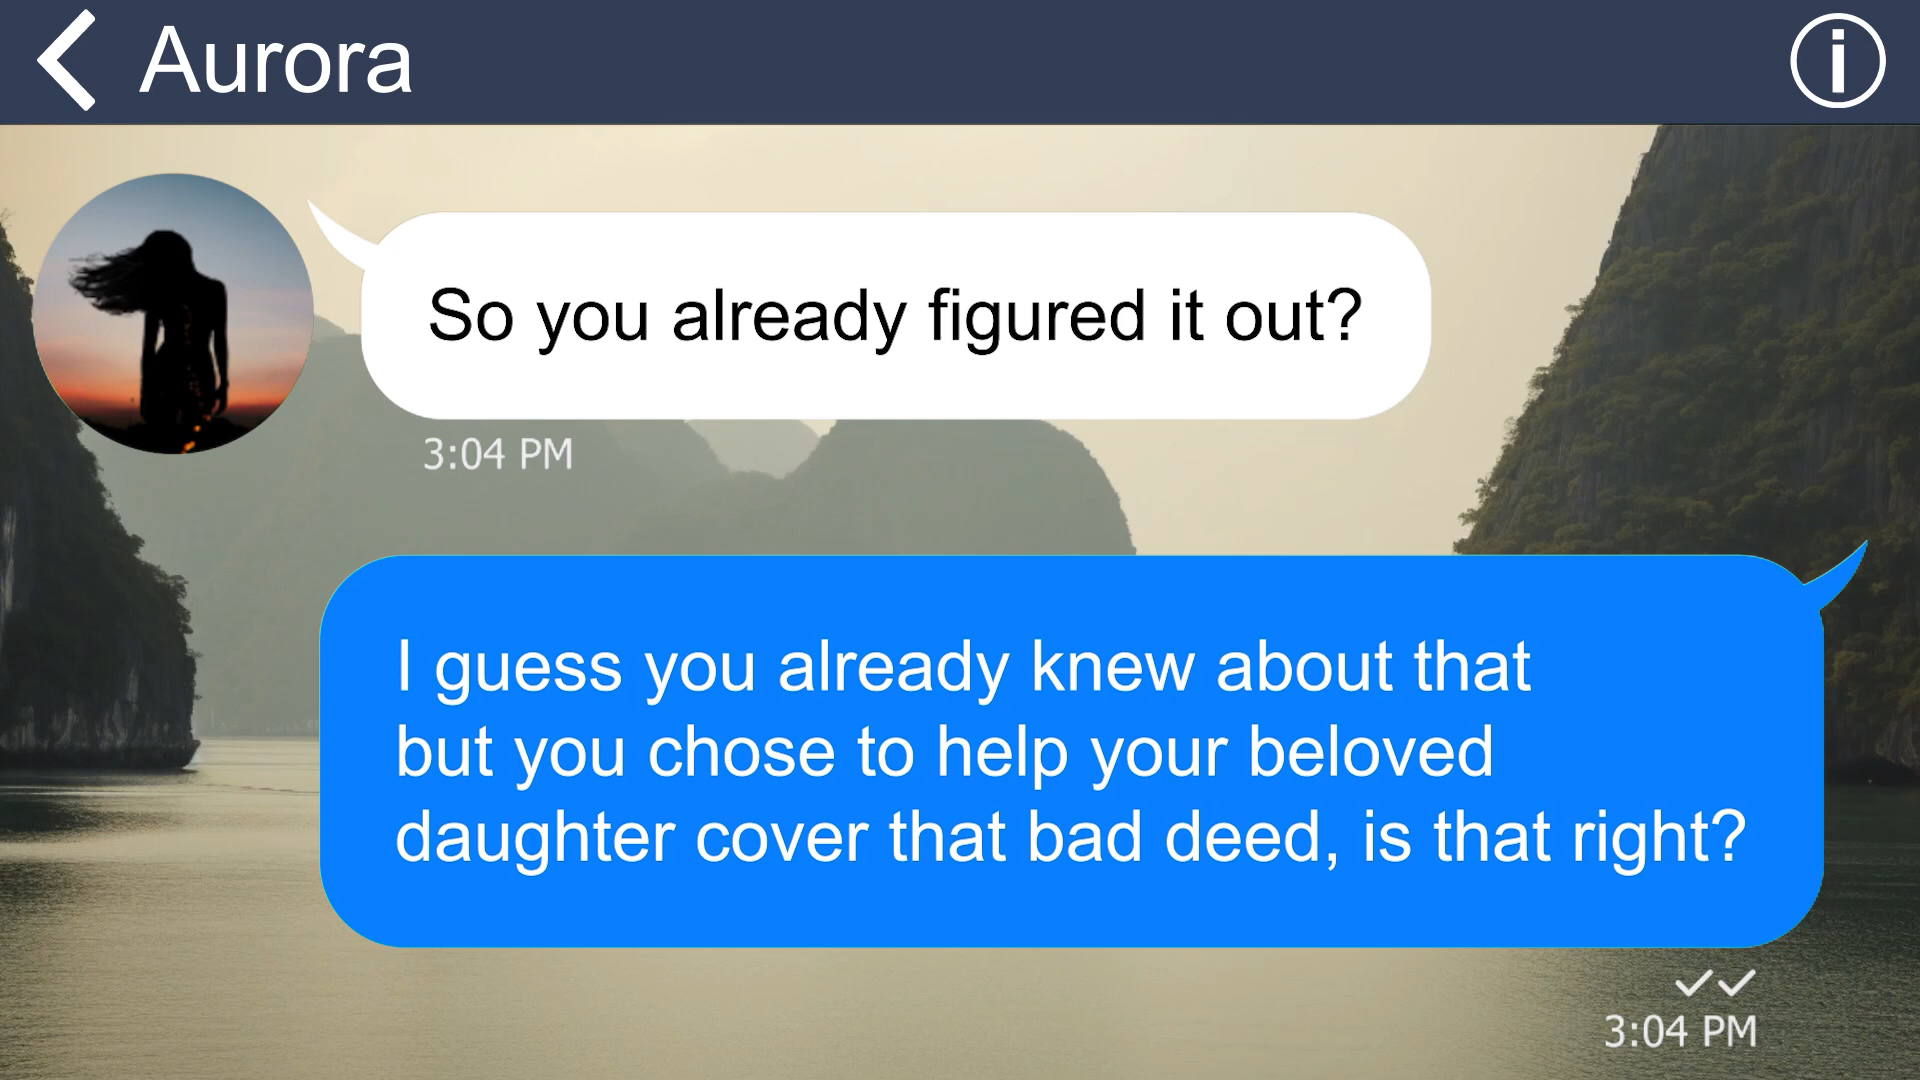 Aurora
So you already figured it out?
3:04 PM
I guess you already knew about that
but you chose to help your beloved
daughter cover that bad deed, is that right?
3:04 PM